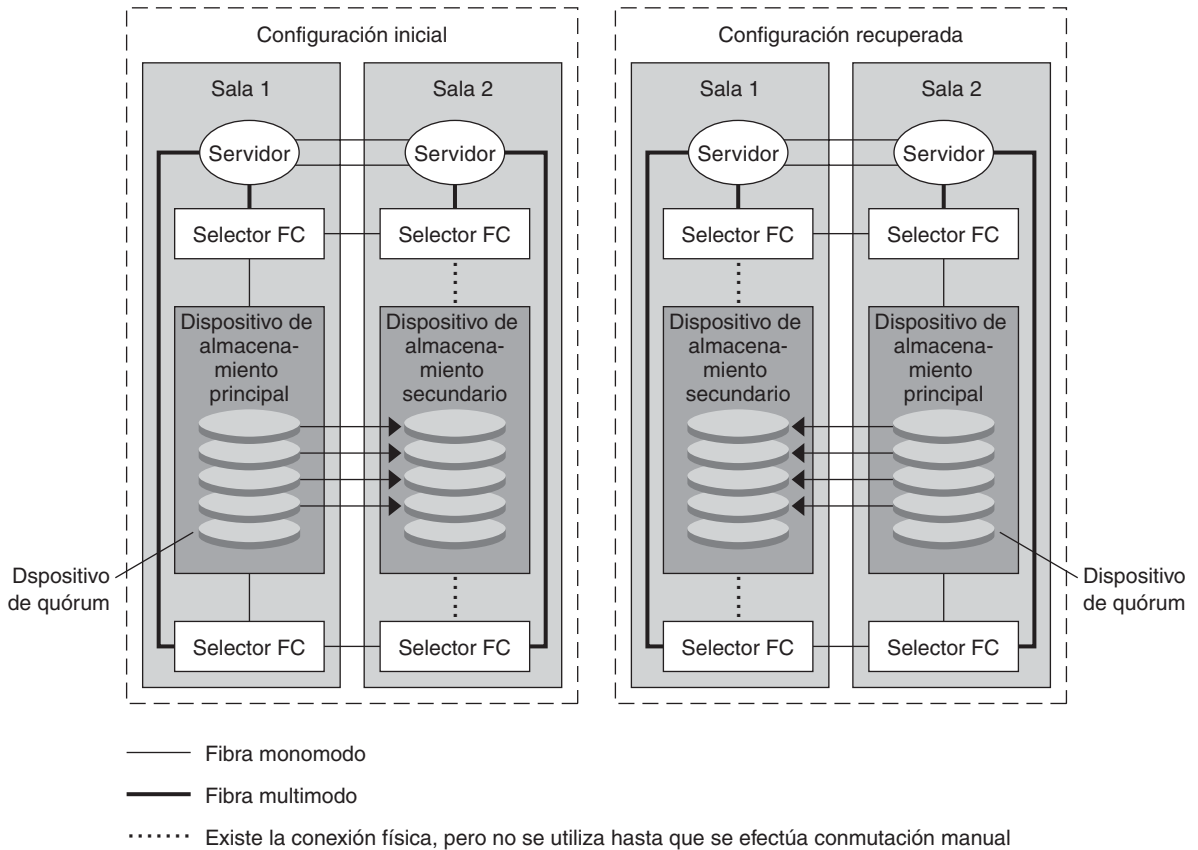 Configuración inicial
Sala 1
Sala 2
Servidor
Servidor
Selector FC
Selector FC
Dispositivo de
almacena-
miento
principal
Dispositivo de
almacena-
miento
secundario
Dspositivo
de quórum
Selector FC
Selector FC
Configuración recuperada
Sala 1
Sala 2
Servidor
Servidor
Selector FC
Selector FC
Dispositivo de
almacena-
miento
secundario
Dispositivo de
almacena-
miento
principal
Dispositivo
de quórum
Selector FC
Selector FC
Fibra monomodo
Fibra multimodo
Existe la conexión física, pero no se utiliza hasta que se efectúa conmutación manual